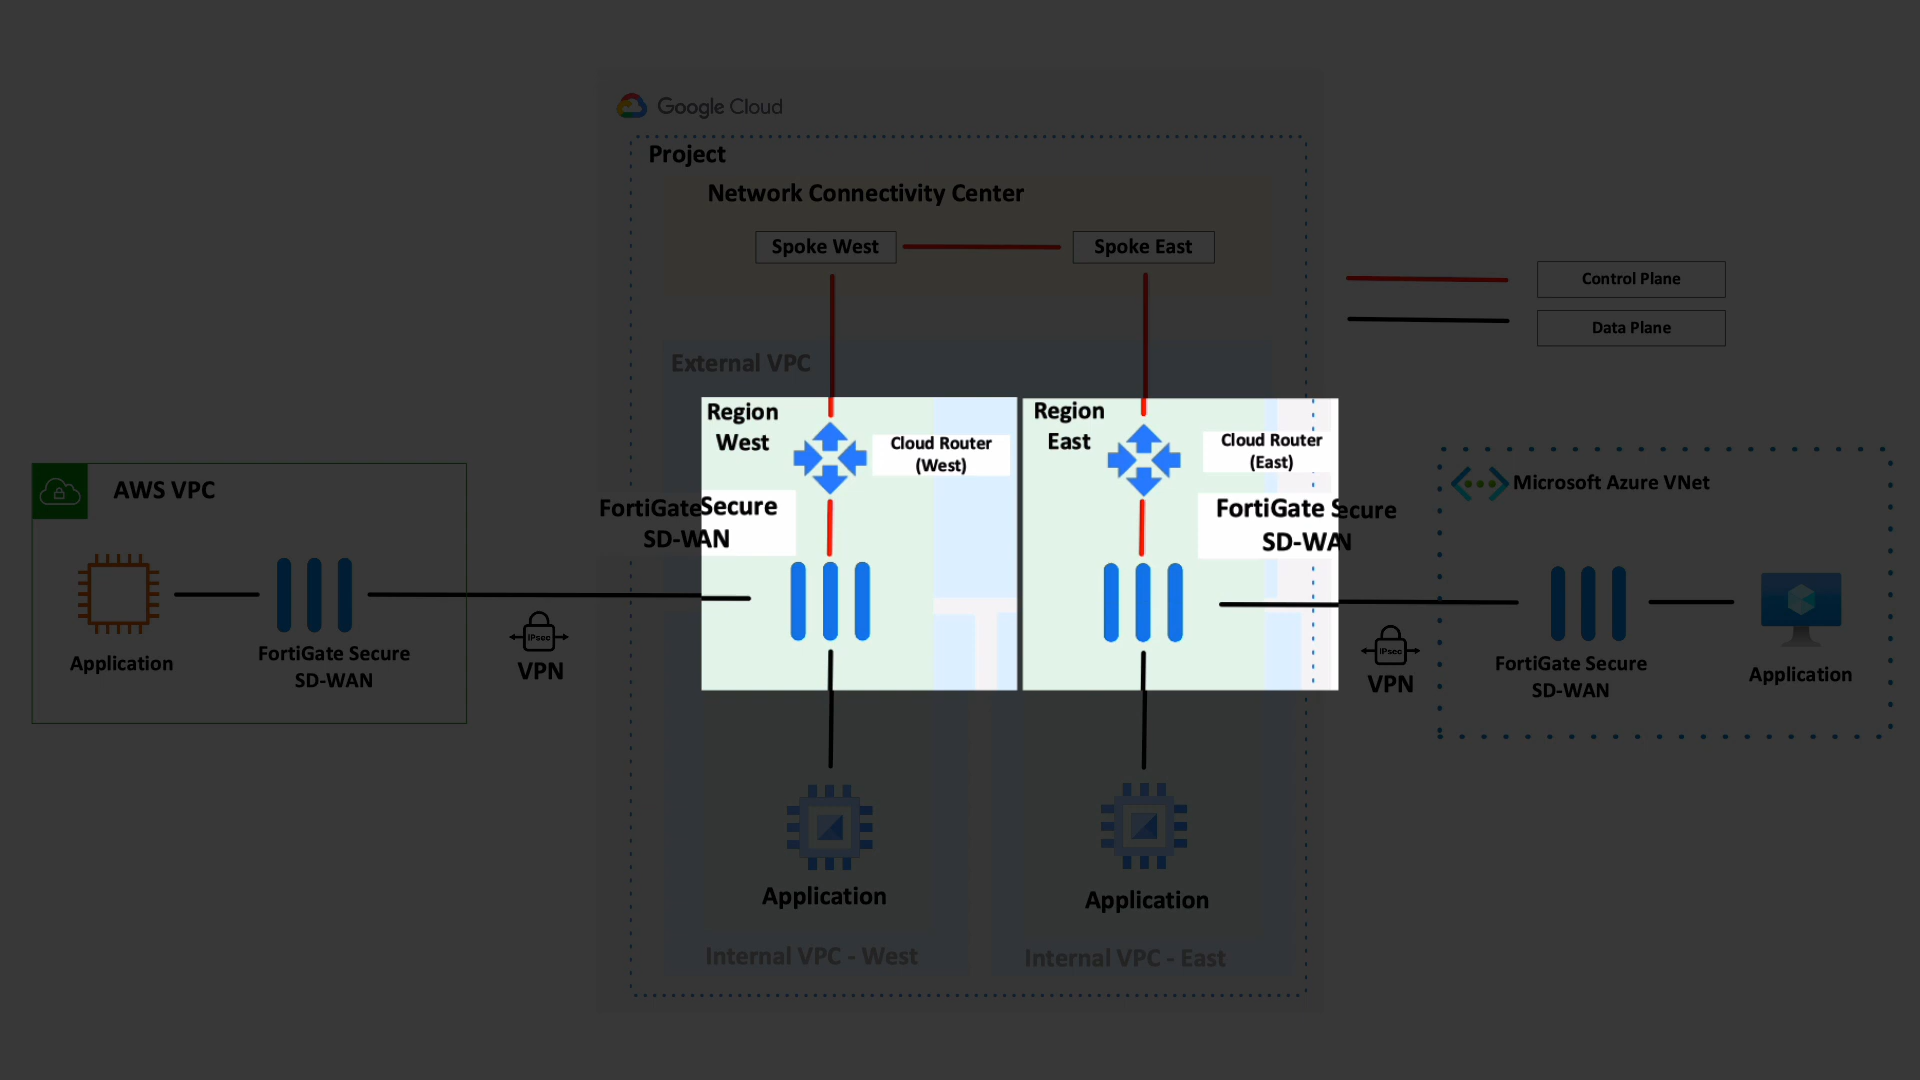 Google Cloud
Project
Network Connectivity Center
Spoke West
Spoke East
Control Plane
Data Plane
External VPC
Region
West
Cloud Router
(West)
Region
East
Cloud Router
(East)
FortiGate Secure
SD-WAN
FortiGate Secure
SD-WAN
AWS VPC
Application
FortiGate Secure
SD-WAN
IPsec
VPN
Microsoft Azure VNet
IPsec
VPN
FortiGate Secure
SD-WAN
Application
Application
Application
Internal VPC - West
Internal VPC - East